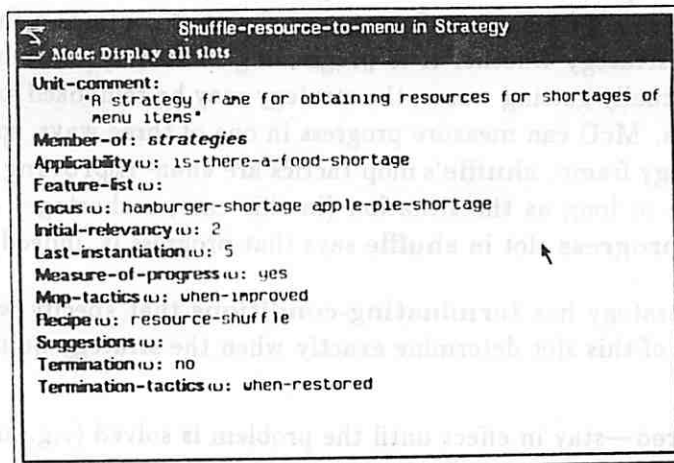 Shuffle-resource-to-menu in Strategy
Mode: Display all slots
Unit-comment:
"A strategy frame for obtaining resources for shortages of
menu items"
Member-of: strategies
Applicability(U): is-there-a-food-shortage
Feature-list(U):
Focus(U): hamburger-shortage apple-pie-shortage
Initial-relevancy(U): 2
Last-instantiation(U): 5
Measure-of-progress(U): yes
Mop-tactics(U): when-improved
Recipe(U): resource-shuffle
Suggestions(U):
Termination(U): no
Termination-tactics(U): when-restored